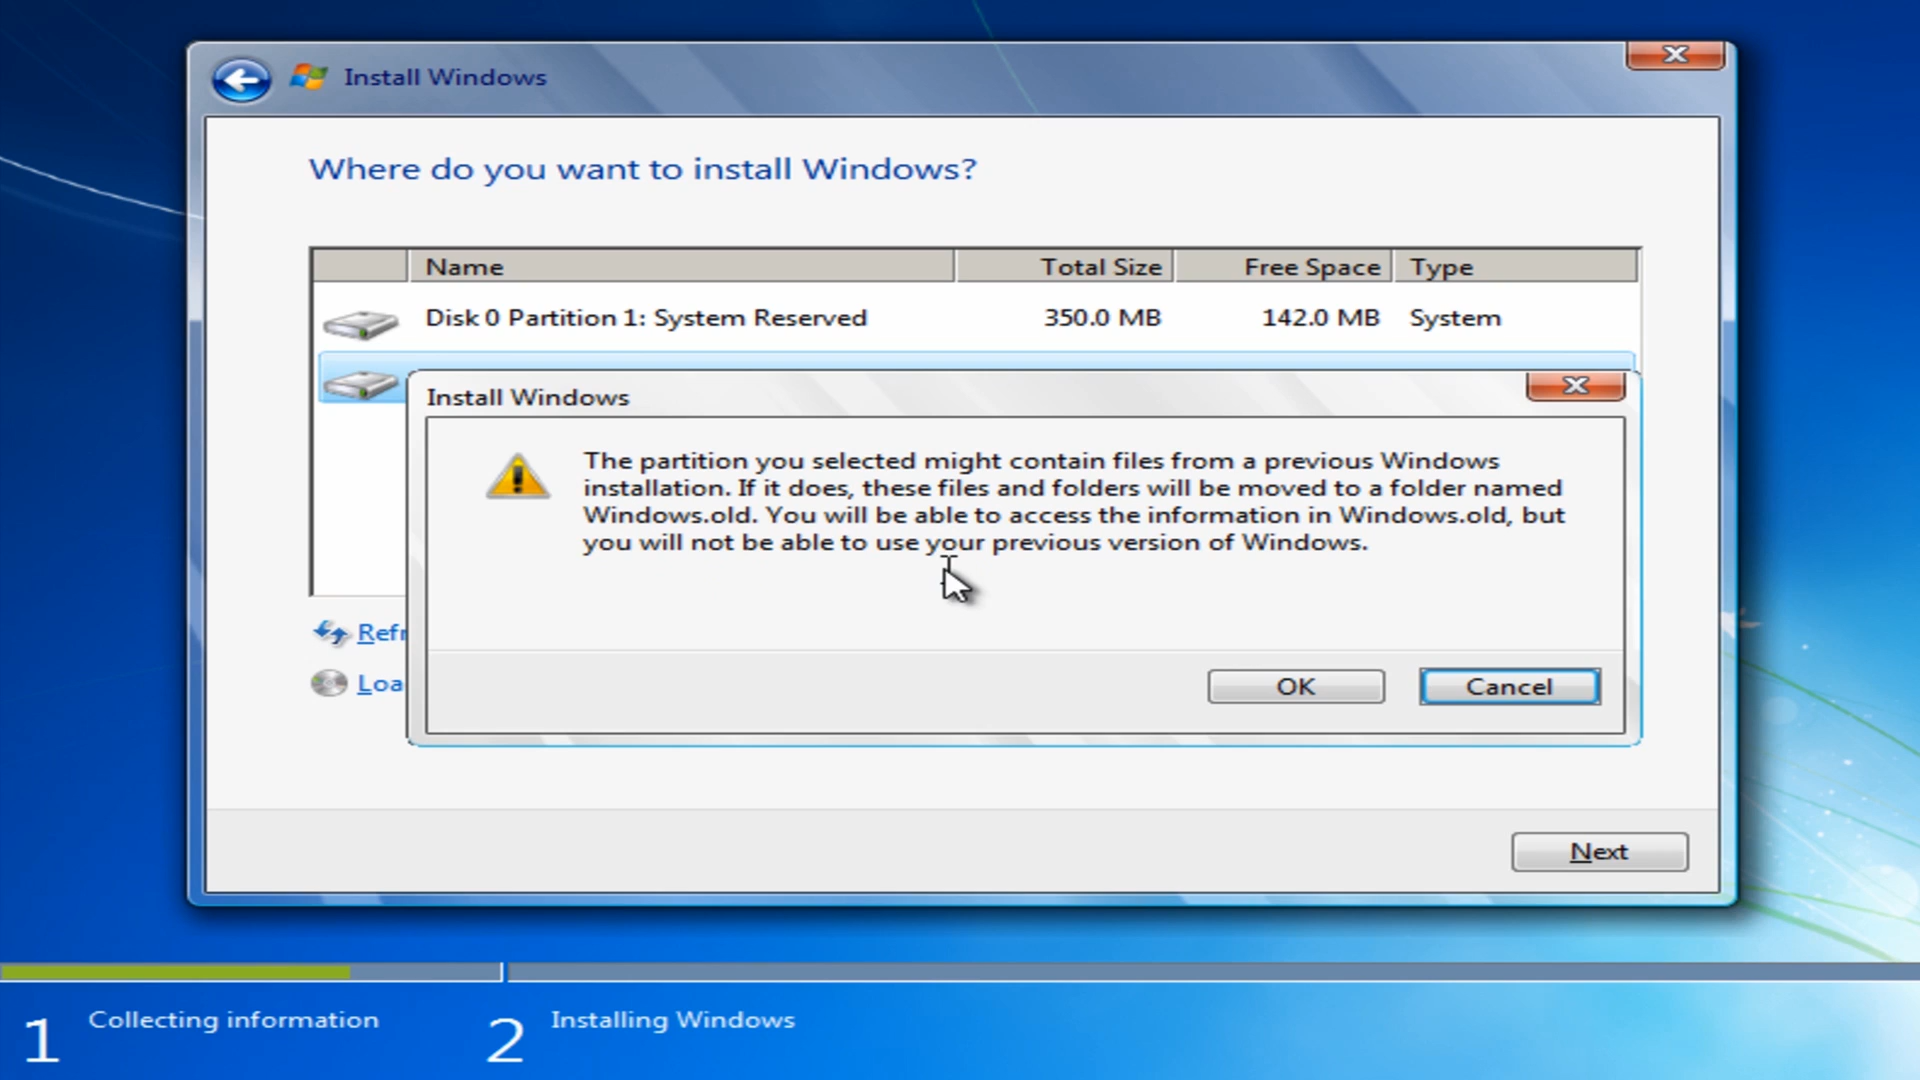 Install Windows
Where do you want to install Windows?
Name Total Size Free Space Type
Disk 0 Partition 1: System Reserved 350.0 MB 142.0 MB System
Install Windows
The partition you selected might contain files from a previous Windows
installation. If it does, these files and folders will be moved to a folder named
Windows.old. You will be able to access the information in Windows.old, but
you will not be able to use your previous version of Windows.
Refr
Loa
OK Cancel
Next
1 Collecting information 2 Installing Windows